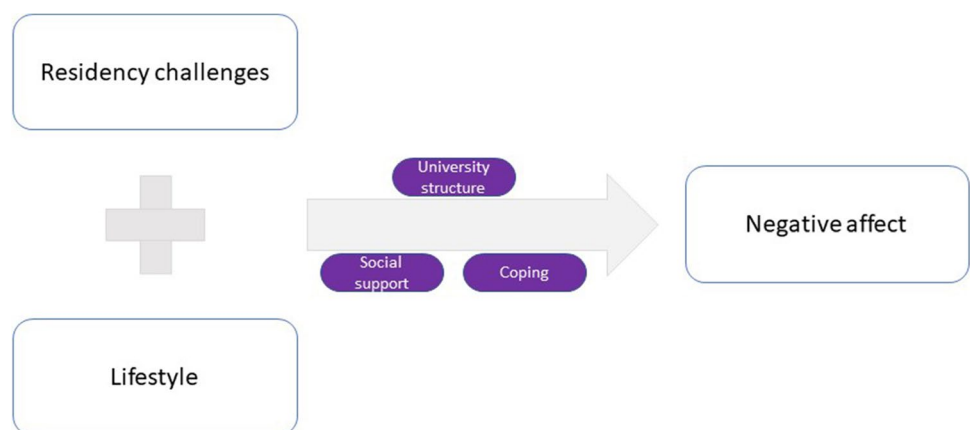 Residency challenges
University
structure
Social
support
Coping
Negative affect
Lifestyle